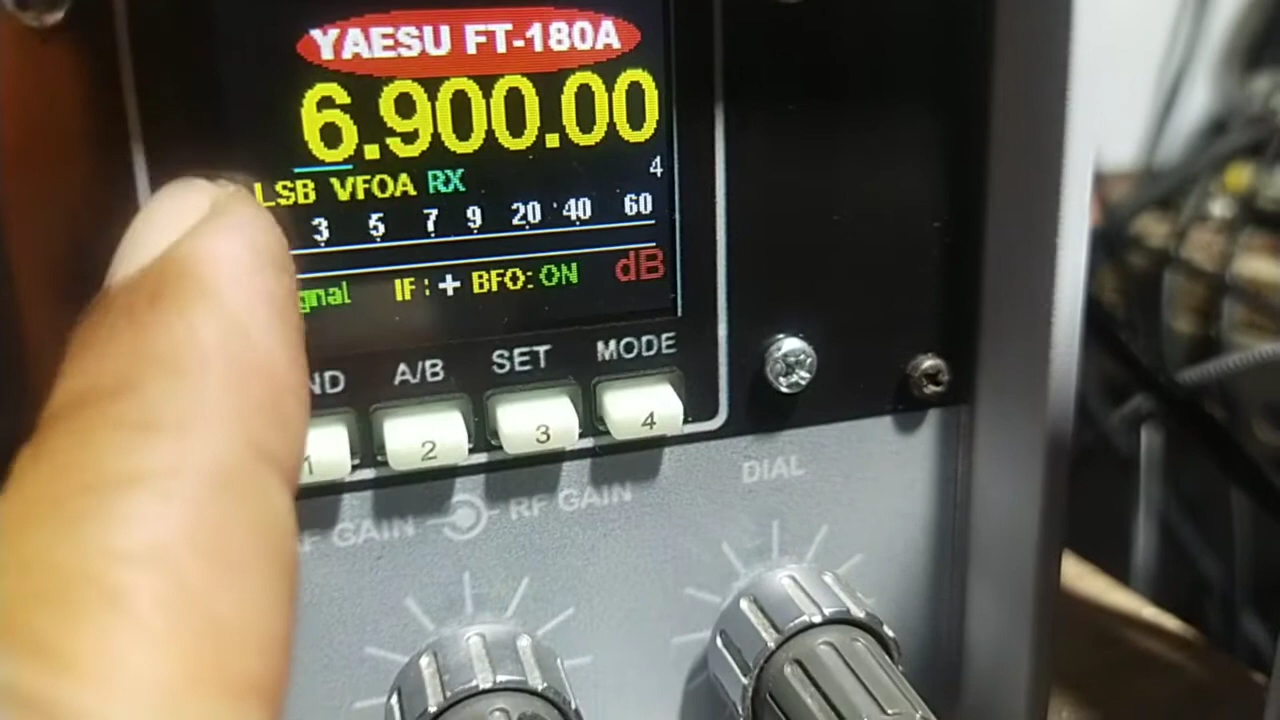 YAESU FT-180A
6.900.00
LSB VFOA RX 4
3 5 7 9 20 40 60
IF: + BFO: ON dB
A/B SET MODE
1 2 3 4
DIAL
GAIN RF GAIN